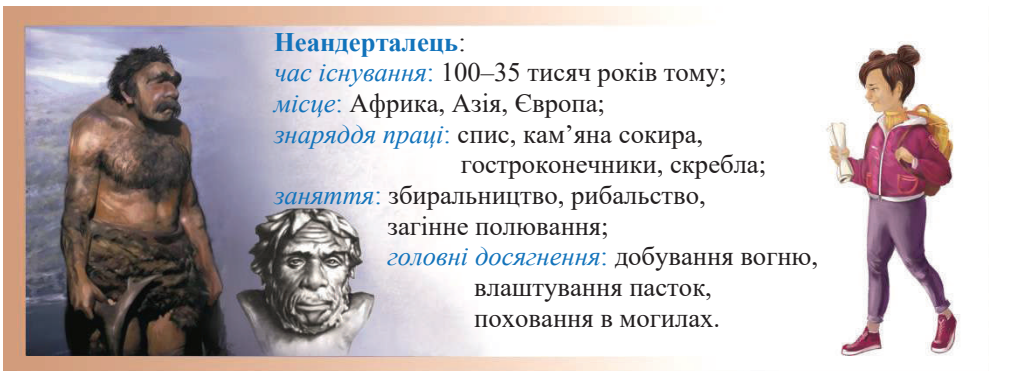 Неандерталець:
час існування: 100–35 тисяч років тому;
місце: Африка, Азія, Європа;
знаряддя праці: спис, кам’яна сокира,
гостроконечники, скребла;
заняття: збиральництво, рибальство,
загінне полювання;
головні досягнення: добування вогню,
влаштування пасток,
поховання в могилах.